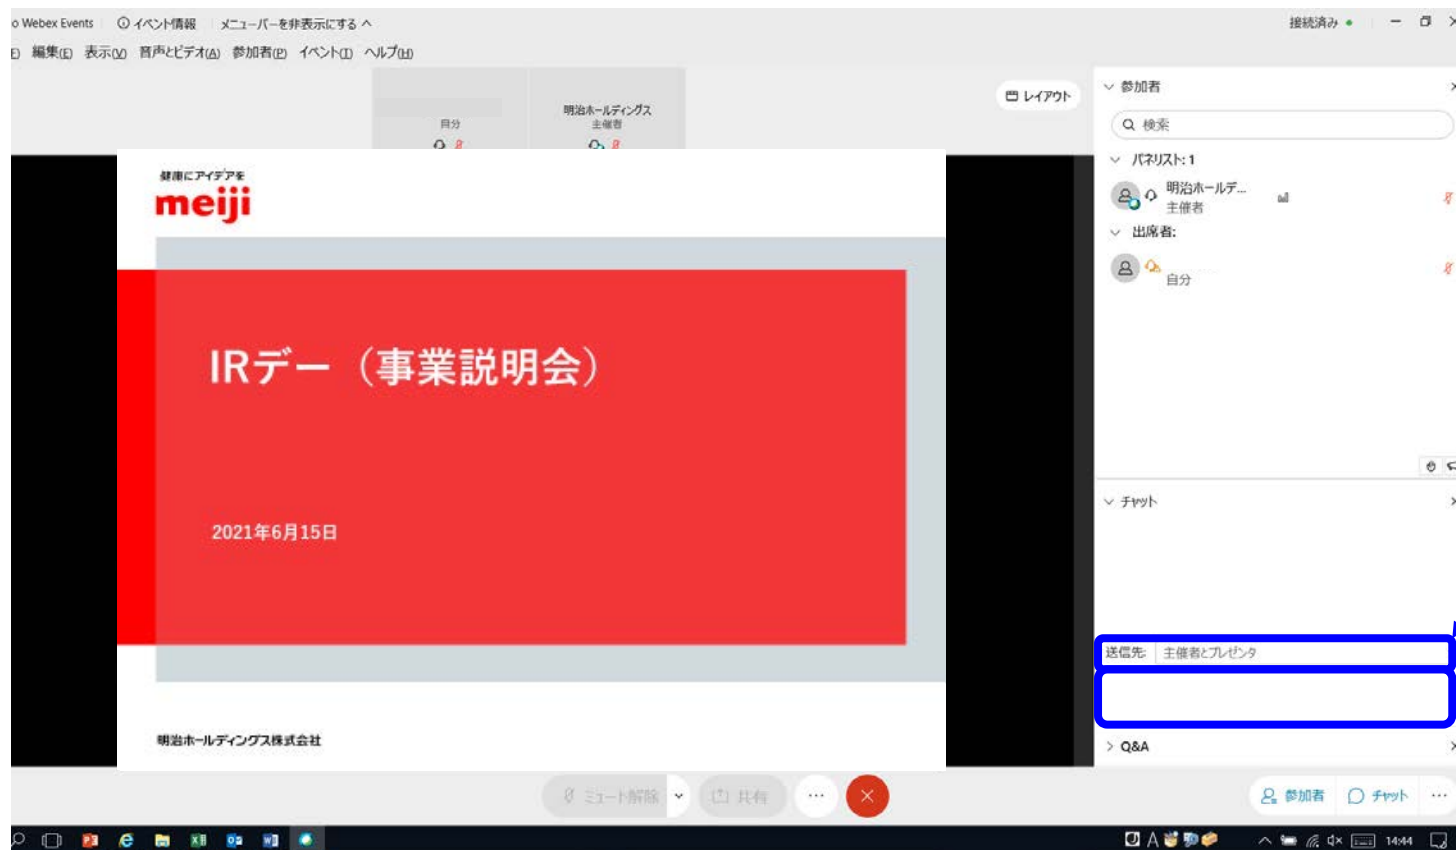 o Webex Events イベント情報 メニューバーを非表示にする ヘ 接続済み
編集(E) 表示(V) 音声とビデオ(A) 参加者(P) イベント(I) ヘルプ(H)
レイアウト
自分
明治ホールディングス
主催者
健康にアイデアを
meiji
IRデー（事業説明会）
2021年6月15日
明治ホールディングス株式会社
参加者
検索
パネリスト: 1
明治ホールデ...
主催者
出席者:
自分
チャット
送信先: 主催者とプレゼンタ
Q&A
ミュート解除 共有 ...
参加者 チャット ...
A 14:44